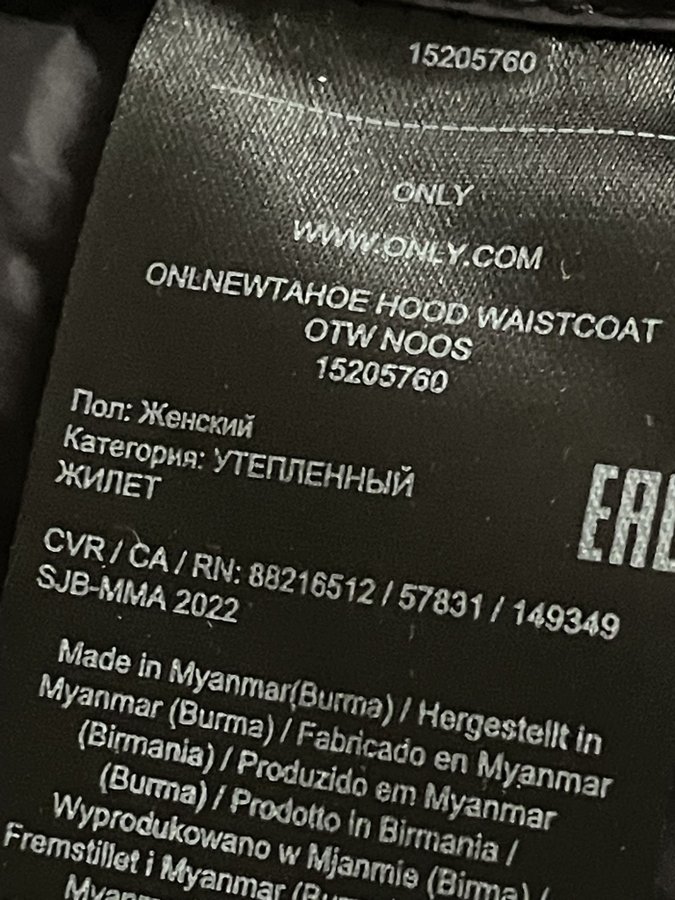 15205760
ONLY
WWW.ONLY.COM
ONLNEWTAHOE HOOD WAISTCOAT
OTW NOOS
15205760
Пол: Женский
Категория: УТЕПЛЕННЫЙ
ЖИЛЕТ
EAC
CVR / CA / RN: 88216512 / 57831 / 149349
SJB-MMA 2022
Made in Myanmar(Burma) / Hergestellt in
Myanmar (Burma) / Fabricado en Myanmar
(Birmania) / Produzido em Myanmar
(Burma) / Prodotto in Birmania /
Wyprodukowano w Mjanmie (Birma) /
Fremstillet i Myanmar